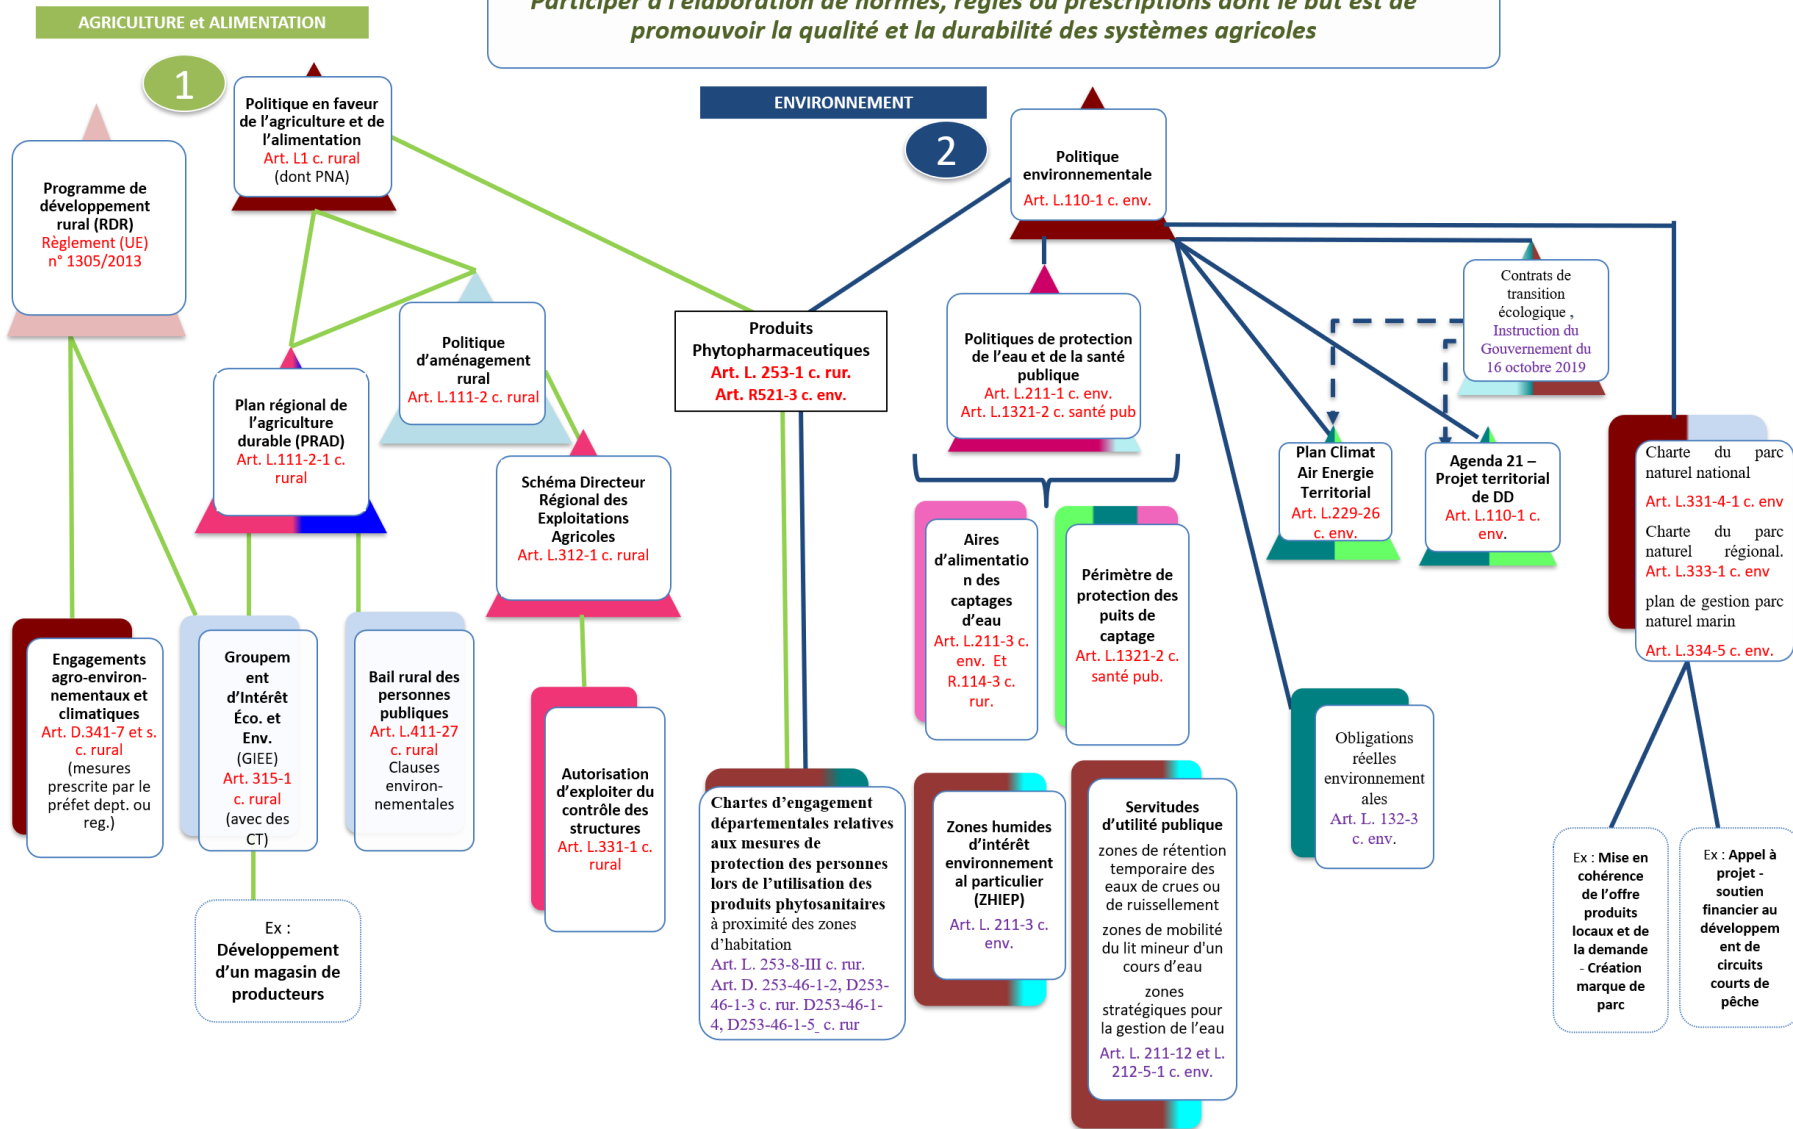 Participer à l'élaboration de normes, règles ou prescriptions dont le but est de
promouvoir la qualité et la durabilité des systèmes agricoles
AGRICULTURE et ALIMENTATION
1
Politique en faveur
de l'agriculture et de
l'alimentation
Art. L1 c. rural
(dont PNA)
Programme de
développement
rural (RDR)
Règlement (UE)
n° 1305/2013
Politique
d'aménagement
rural
Art. L.111-2 c. rural
Plan régional de
l'agriculture
durable (PRAD)
Art. L.111-2-1 c.
rural
Schéma Directeur
Régional des
Exploitations
Agricoles
Art. L.312-1 c. rural
Engagements
agro-environ-
nementaux et
climatiques
Art. D.341-7 et s.
c. rural
(mesures
prescrite par le
préfet dept. ou
reg.)
Groupem
ent
d'Intérêt
Éco. et
Env.
(GIEE)
Art. 315-1
c. rural
(avec des
CT)
Bail rural des
personnes
publiques
Art. L.411-27
c. rural
Clauses
environ-
nementales
Autorisation
d'exploiter du
contrôle des
structures
Art. L.331-1 c.
rural
Ex :
Développement
d'un magasin de
producteurs
ENVIRONNEMENT
2
Politique
environnementale
Art. L.110-1 c. env.
Produits
Phytopharmaceutiques
Art. L. 253-1 c. rur.
Art. R521-3 c. env.
Chartes d'engagement
départementales relatives
aux mesures de
protection des personnes
lors de l'utilisation des
produits phytosanitaires
à proximité des zones
d'habitation
Art. L. 253-8-III c. rur.
Art. D. 253-46-1-2, D253-
46-1-3 c. rur. D253-46-1-
4, D253-46-1-5_ c. rur
Politiques de protection
de l'eau et de la santé
publique
Art. L.211-1 c. env.
Art. L.1321-2 c. santé pub
Aires
d'alimentatio
n des
captages
d'eau
Art. L.211-3 c.
env. Et
R.114-3 c.
rur.
Périmètre de
protection des
puits de
captage
Art. L.1321-2 c.
santé pub.
Zones humides
d'intérêt
environnement
al particulier
(ZHIEP)
Art. L. 211-3 c.
env.
Servitudes
d'utilité publique
zones de rétention
temporaire des
eaux de crues ou
de ruissellement
zones de mobilité
du lit mineur d'un
cours d'eau
zones
stratégiques pour
la gestion de l'eau
Art. L. 211-12 et L.
212-5-1 c. env.
Contrats de
transition
écologique ,
Instruction du
Gouvernement du
16 octobre 2019
Plan Climat
Air Energie
Territorial
Art. L.229-26
c. env.
Agenda 21 –
Projet territorial
de DD
Art. L.110-1 c.
env.
Obligations
réelles
environnement
ales
Art. L. 132-3
c. env.
Charte du parc
naturel national
Art. L.331-4-1 c. env
Charte du parc
naturel régional.
Art. L.333-1 c. env
plan de gestion parc
naturel marin
Art. L.334-5 c. env.
Ex : Mise en
cohérence
de l'offre
produits
locaux et de
la demande
- Création
marque de
parc
Ex : Appel à
projet -
soutien
financier au
développem
ent de
circuits
courts de
pêche